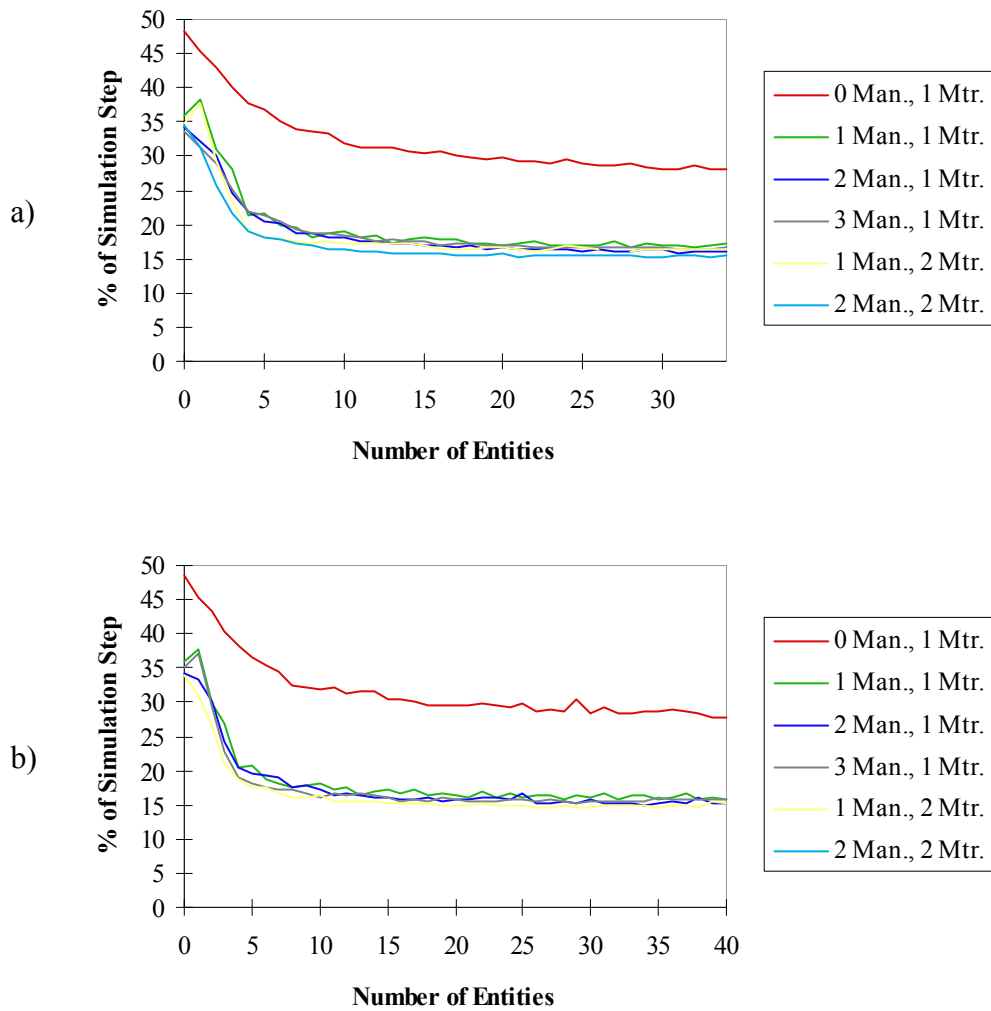 a)
% of Simulation Step
50
45
40
35
30
25
20
15
10
5
0
0 5 10 15 20 25 30
Number of Entities
0 Man., 1 Mtr.
1 Man., 1 Mtr.
2 Man., 1 Mtr.
3 Man., 1 Mtr.
1 Man., 2 Mtr.
2 Man., 2 Mtr.
b)
% of Simulation Step
50
45
40
35
30
25
20
15
10
5
0
0 5 10 15 20 25 30 35 40
Number of Entities
0 Man., 1 Mtr.
1 Man., 1 Mtr.
2 Man., 1 Mtr.
3 Man., 1 Mtr.
1 Man., 2 Mtr.
2 Man., 2 Mtr.